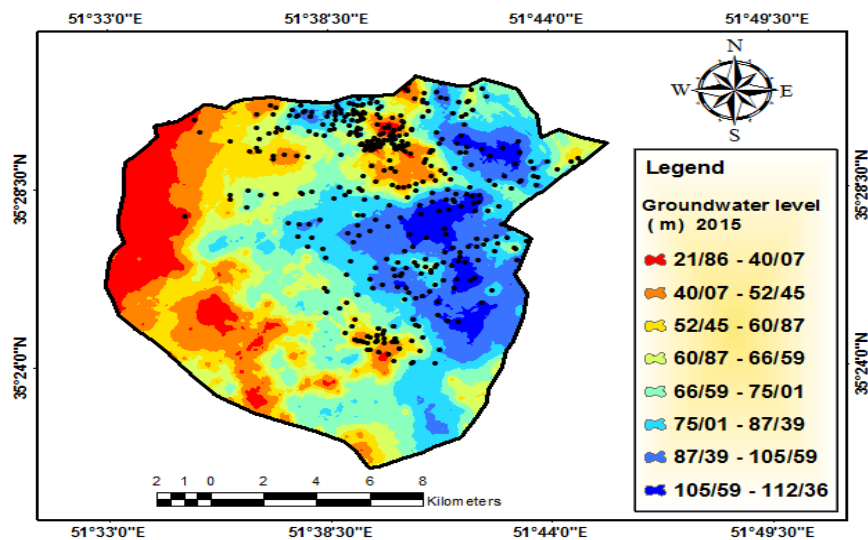 51°33'0"E 51°38'30"E 51°44'0"E 51°49'30"E
N
W E
S
35°28'30"N
35°28'30"N
Legend
Groundwater level
( m) 2015
21/86 - 40/07
40/07 - 52/45
52/45 - 60/87
60/87 - 66/59
66/59 - 75/01
75/01 - 87/39
87/39 - 105/59
105/59 - 112/36
35°24'0"N
35°24'0"N
2 1 0 2 4 6 8
Kilometers
51°33'0"E 51°38'30"E 51°44'0"E 51°49'30"E